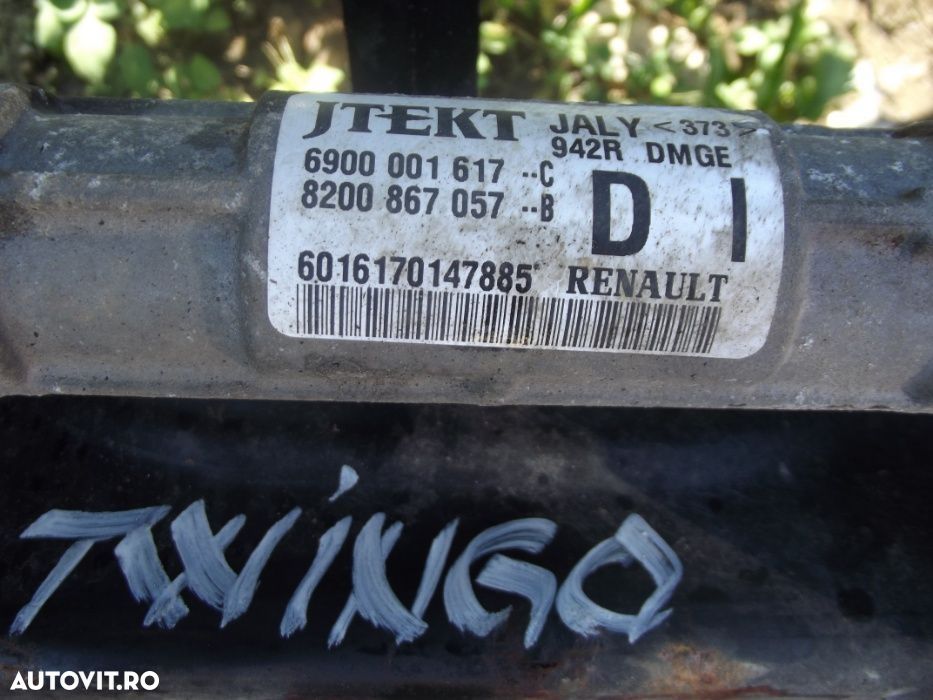 JTEKT JALY <373>
6900 001 617 --C 942R DMGE
8200 867 057 --B D I
6016170147885* RENAULT
TWINGO
AUTOVIT.RO